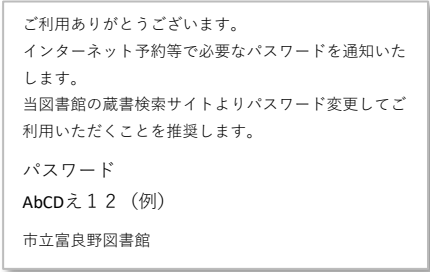 ご利用ありがとうございます。
インターネット予約等で必要なパスワードを通知いた
します。
当図書館の蔵書検索サイトよりパスワード変更してご
利用いただくことを推奨します。
パスワード
AbCDえ１２（例）
市立富良野図書館